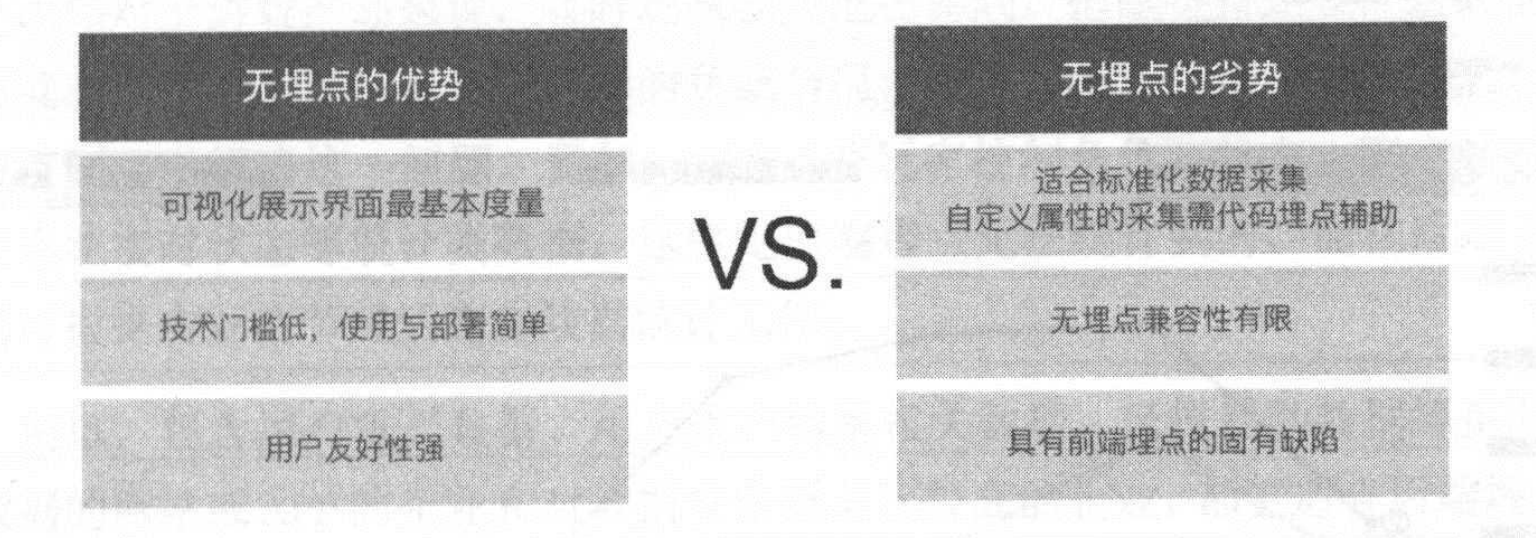 无埋点的优势
可视化展示界面最基本度量
技术门槛低，使用与部署简单
用户友好性强
VS.
无埋点的劣势
适合标准化数据采集
自定义属性的采集需代码埋点辅助
无埋点兼容性有限
具有前端埋点的固有缺陷